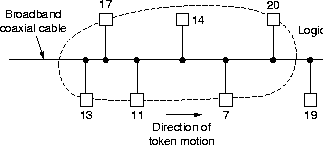 Broadband
coaxial cable
17
14
20
Logic
13
11
7
19
Direction of
token motion